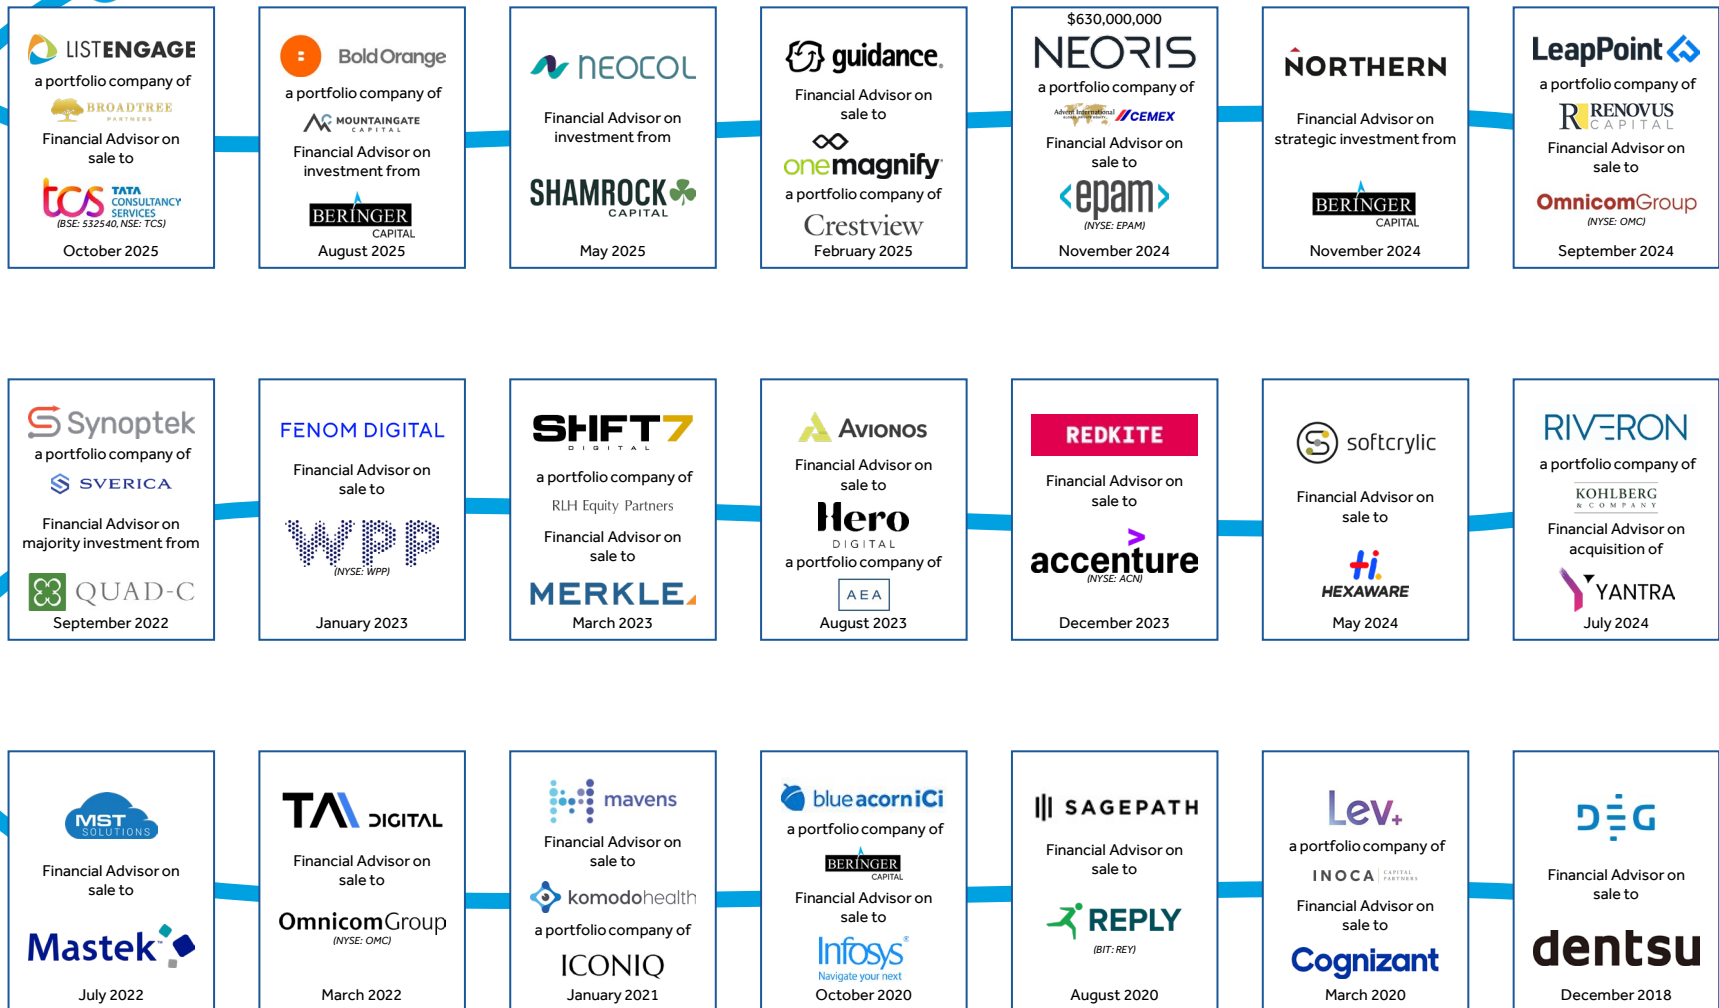 LISTENGAGE
a portfolio company of
BROADTREE
PARTNERS
Financial Advisor on
sale to
tcs TATA
CONSULTANCY
SERVICES
(BSE: 532540, NSE: TCS)
October 2025
Bold Orange
a portfolio company of
MOUNTAINGATE
CAPITAL
Financial Advisor on
investment from
BERINGER
CAPITAL
August 2025
NEOCOL
Financial Advisor on
investment from
SHAMROCK
CAPITAL
May 2025
guidance.
Financial Advisor on
sale to
onemagnify
a portfolio company of
Crestview
February 2025
$630,000,000
NEORIS
a portfolio company of
Advent International
GLOBAL PRIVATE EQUITY
CEMEX
Financial Advisor on
sale to
<epam>
(NYSE: EPAM)
November 2024
NORTHERN
Financial Advisor on
strategic investment from
BERINGER
CAPITAL
November 2024
LeapPoint
a portfolio company of
RENOVUS
CAPITAL
Financial Advisor on
sale to
OmnicomGroup
(NYSE: OMC)
September 2024
Synoptek
a portfolio company of
SVERICA
Financial Advisor on
majority investment from
QUAD-C
September 2022
FENOM DIGITAL
Financial Advisor on
sale to
WPP
(NYSE: WPP)
January 2023
SHFT7
DIGITAL
a portfolio company of
RLH Equity Partners
Financial Advisor on
sale to
MERKLE
March 2023
AVIONOS
Financial Advisor on
sale to
Hero
DIGITAL
a portfolio company of
AEA
August 2023
REDKITE
Financial Advisor on
sale to
accenture
(NYSE: ACN)
December 2023
softcrylic
Financial Advisor on
sale to
Hi.
HEXAWARE
May 2024
RIVERON
a portfolio company of
KOHLBERG
& COMPANY
Financial Advisor on
acquisition of
YANTRA
July 2024
MST
SOLUTIONS
Financial Advisor on
sale to
Mastek™
July 2022
TA DIGITAL
Financial Advisor on
sale to
OmnicomGroup
(NYSE: OMC)
March 2022
mavens
Financial Advisor on
sale to
komodohealth
a portfolio company of
ICONIQ
January 2021
blueacorn iCi
a portfolio company of
BERINGER
CAPITAL
Financial Advisor on
sale to
Infosys®
Navigate your next
October 2020
SAGEPATH
Financial Advisor on
sale to
REPLY
(BIT: REY)
August 2020
Lev+
a portfolio company of
INOCA CAPITAL
PARTNERS
Financial Advisor on
sale to
Cognizant
March 2020
DEG
Financial Advisor on
sale to
dentsu
December 2018